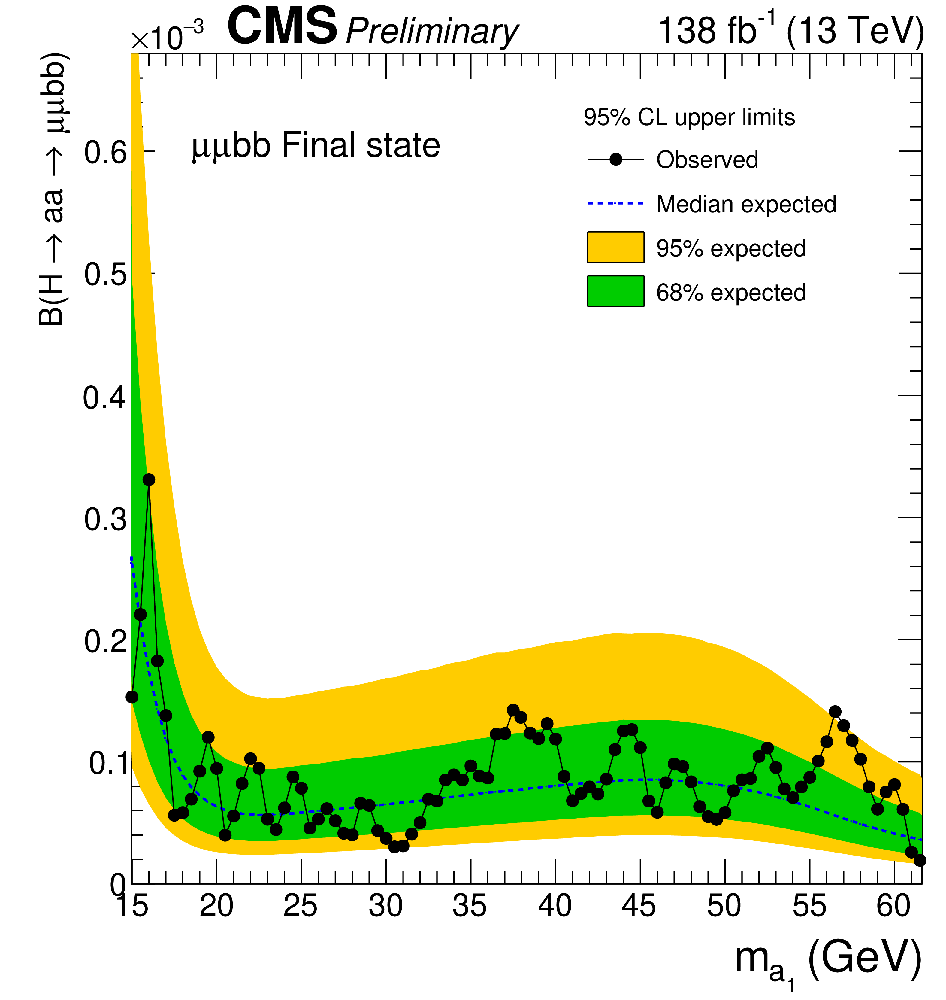 ×10⁻³ CMS Preliminary 138 fb⁻¹ (13 TeV)
B(H → aa → μμbb)
μμbb Final state
95% CL upper limits
Observed
Median expected
95% expected
68% expected
0.6
0.5
0.4
0.3
0.2
0.1
0
15 20 25 30 35 40 45 50 55 60
m_{a_1} (GeV)